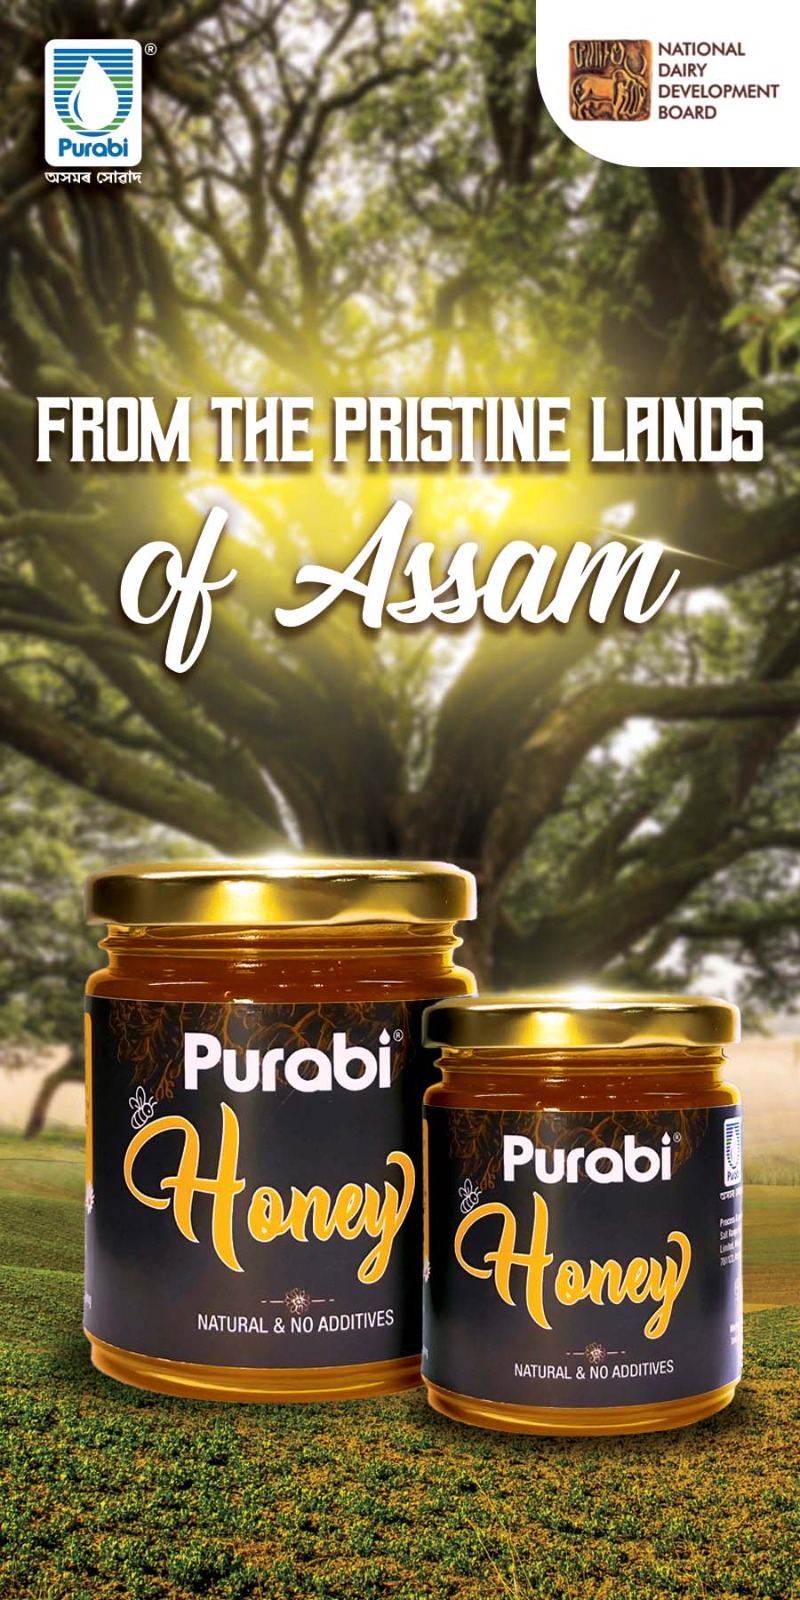 Purabi®
অসমৰ সোৱাদ
NATIONAL
DAIRY
DEVELOPMENT
BOARD
FROM THE PRISTINE LANDS
of Assam
Purabi®
Honey
NATURAL & NO ADDITIVES
Purabi®
Honey
NATURAL & NO ADDITIVES